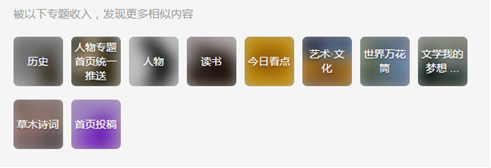 被以下专题收入，发现更多相似内容
历史
人物专题
首页统一
推送
人物
读书
今日看点
艺术·文
化
世界万花
筒
文学我的
梦想 ...
草木诗词
首页投稿